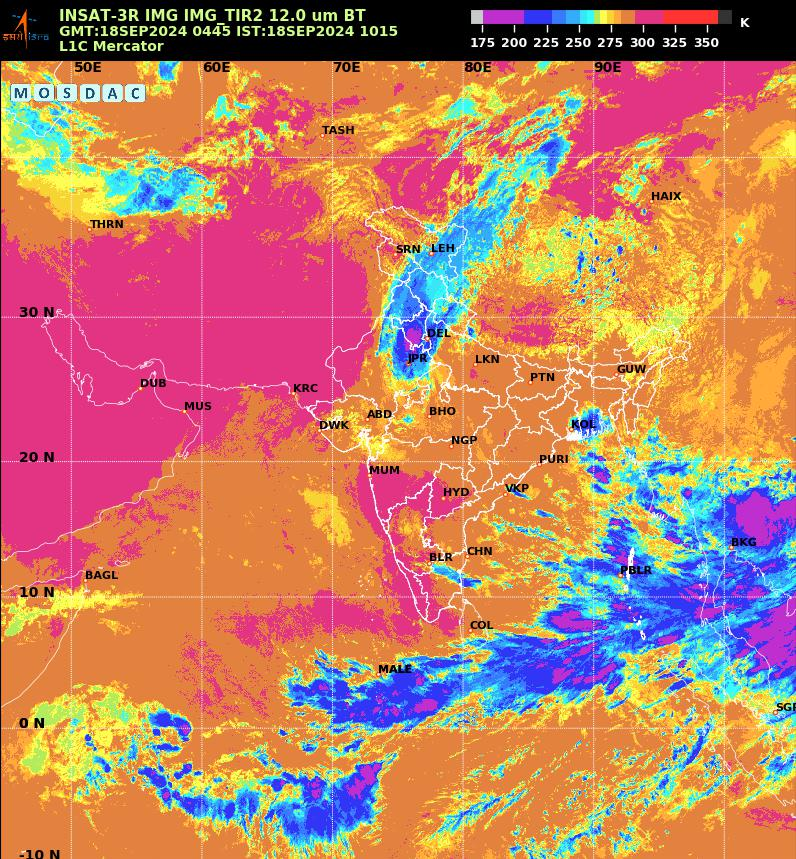 INSAT-3R IMG IMG_TIR2 12.0 um BT
GMT:18SEP2024 0445 IST:18SEP2024 1015
L1C Mercator
K
175 200 225 250 275 300 325 350
50E 60E 70E 80E 90E
MOSDAC
TASH
HAIX
THRN
SRN LEH
30 N
DEL
JPR LKN
GUW
PTN
DUB
KRC
MUS
ABD BHO
DWK KOL
NGP
20 N PURI
MUM
HYD VKP
BKG
BLR CHN
BAGL PBLR
10 N
COL
MALE
SGP
0 N
-10 N